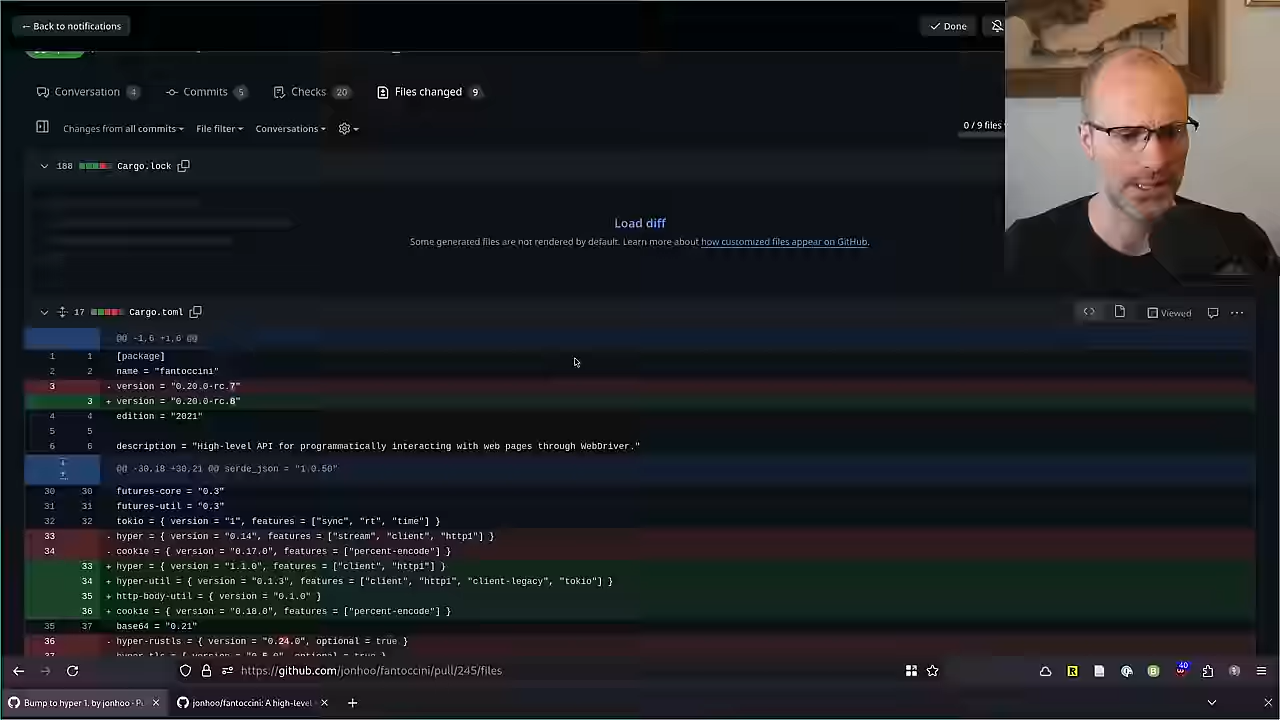 ← Back to notifications
Done
Conversation 4
Commits 5
Checks 20
Files changed 9
Changes from all commits
File filter
Conversations
0 / 9 files
188 Cargo.lock
Load diff
Some generated files are not rendered by default. Learn more about how customized files appear on GitHub.
17 Cargo.toml
Viewed
@@ -1,6 +1,6 @@
1 1 [package]
2 2 name = "fantoccini"
3 - version = "0.20.0-rc.7"
3 + version = "0.20.0-rc.8"
4 4 edition = "2021"
5 5
6 6 description = "High-level API for programmatically interacting with web pages through WebDriver."
@@ -30,18 +30,21 @@ serde_json = "1.0.50"
30 30 futures-core = "0.3"
31 31 futures-util = "0.3"
32 32 tokio = { version = "1", features = ["sync", "rt", "time"] }
33 - hyper = { version = "0.14", features = ["stream", "client", "http1"] }
34 - cookie = { version = "0.17.0", features = ["percent-encode"] }
33 + hyper = { version = "1.1.0", features = ["client", "http1"] }
34 + hyper-util = { version = "0.1.3", features = ["client", "http1", "client-legacy", "tokio"] }
35 + http-body-util = { version = "0.1.0" }
36 + cookie = { version = "0.18.0", features = ["percent-encode"] }
35 37 base64 = "0.21"
36 - hyper-rustls = { version = "0.24.0", optional = true }
37 - hyper-tls = { version = "0.5.0", optional = true }
https://github.com/jonhoo/fantoccini/pull/245/files
40
Bump to hyper 1. by jonhoo · Pu
jonhoo/fantoccini: A high-level